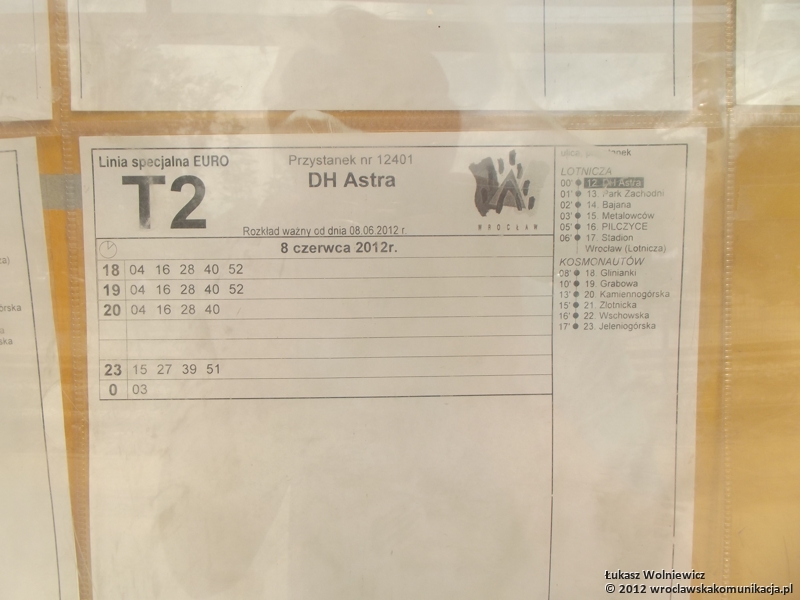 Linia specjalna EURO
T2
Przystanek nr 12401
DH Astra
Rozkład ważny od dnia 08.06.2012 r.
WROCŁAW
8 czerwca 2012r.
18 04 16 28 40 52
19 04 16 28 40 52
20 04 16 28 40
23 15 27 39 51
0 03
LOTNICZA
00' 12. DH Astra
01' 13. Park Zachodni
02' 14. Bajana
03' 15. Metalowców
05' 16. PILCZYCE
06' 17. Stadion
Wrocław (Lotnicza)
KOSMONAUTÓW
08' 18. Glinianki
10' 19. Grabowa
13' 20. Kamiennogórska
15' 21. Złotnicka
16' 22. Wschowska
17' 23. Jeleniogórska
Łukasz Wolniewicz
© 2012 wroclawskakomunikacja.pl